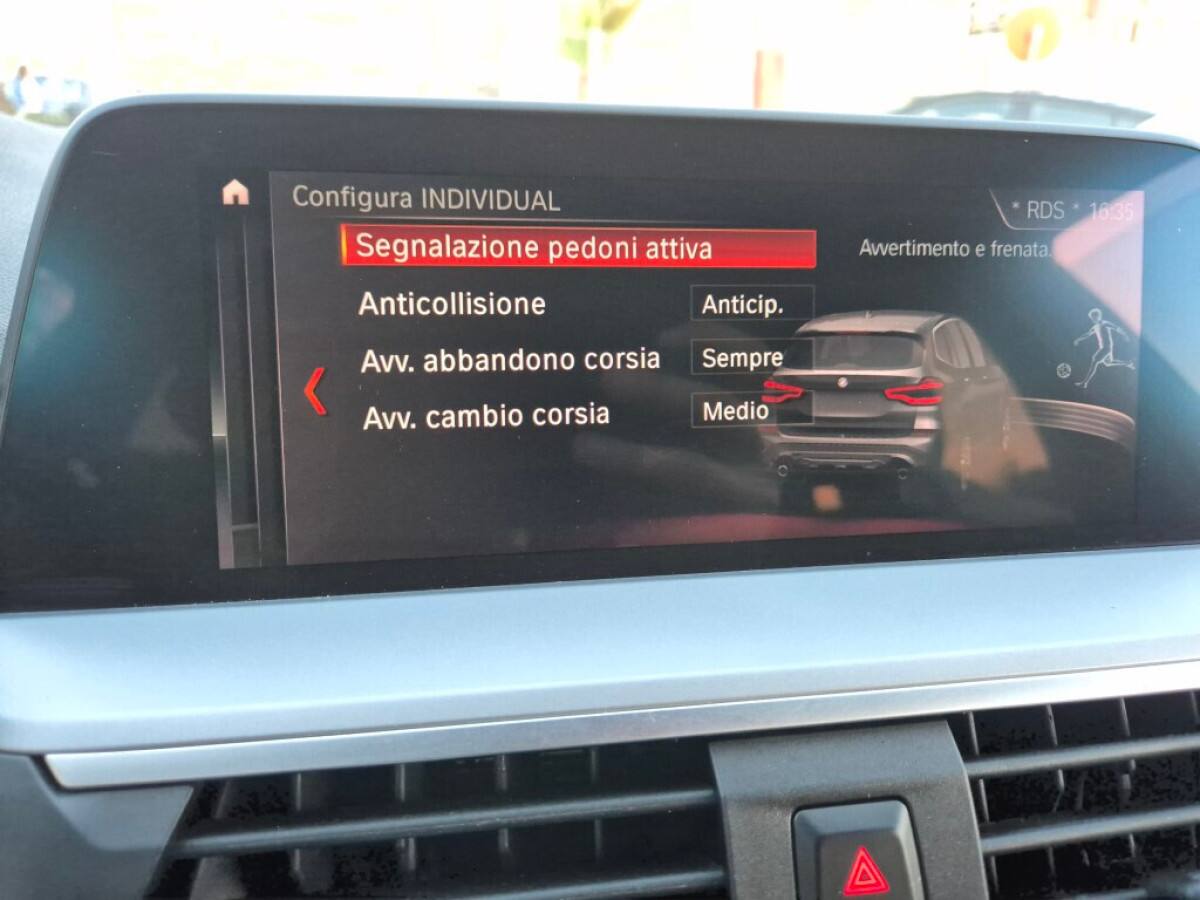 Configura INDIVIDUAL
* RDS * 16:35
Segnalazione pedoni attiva
Avvertimento e frenata.
Anticollisione Anticip.
Avv. abbandono corsia Sempre
Avv. cambio corsia Medio